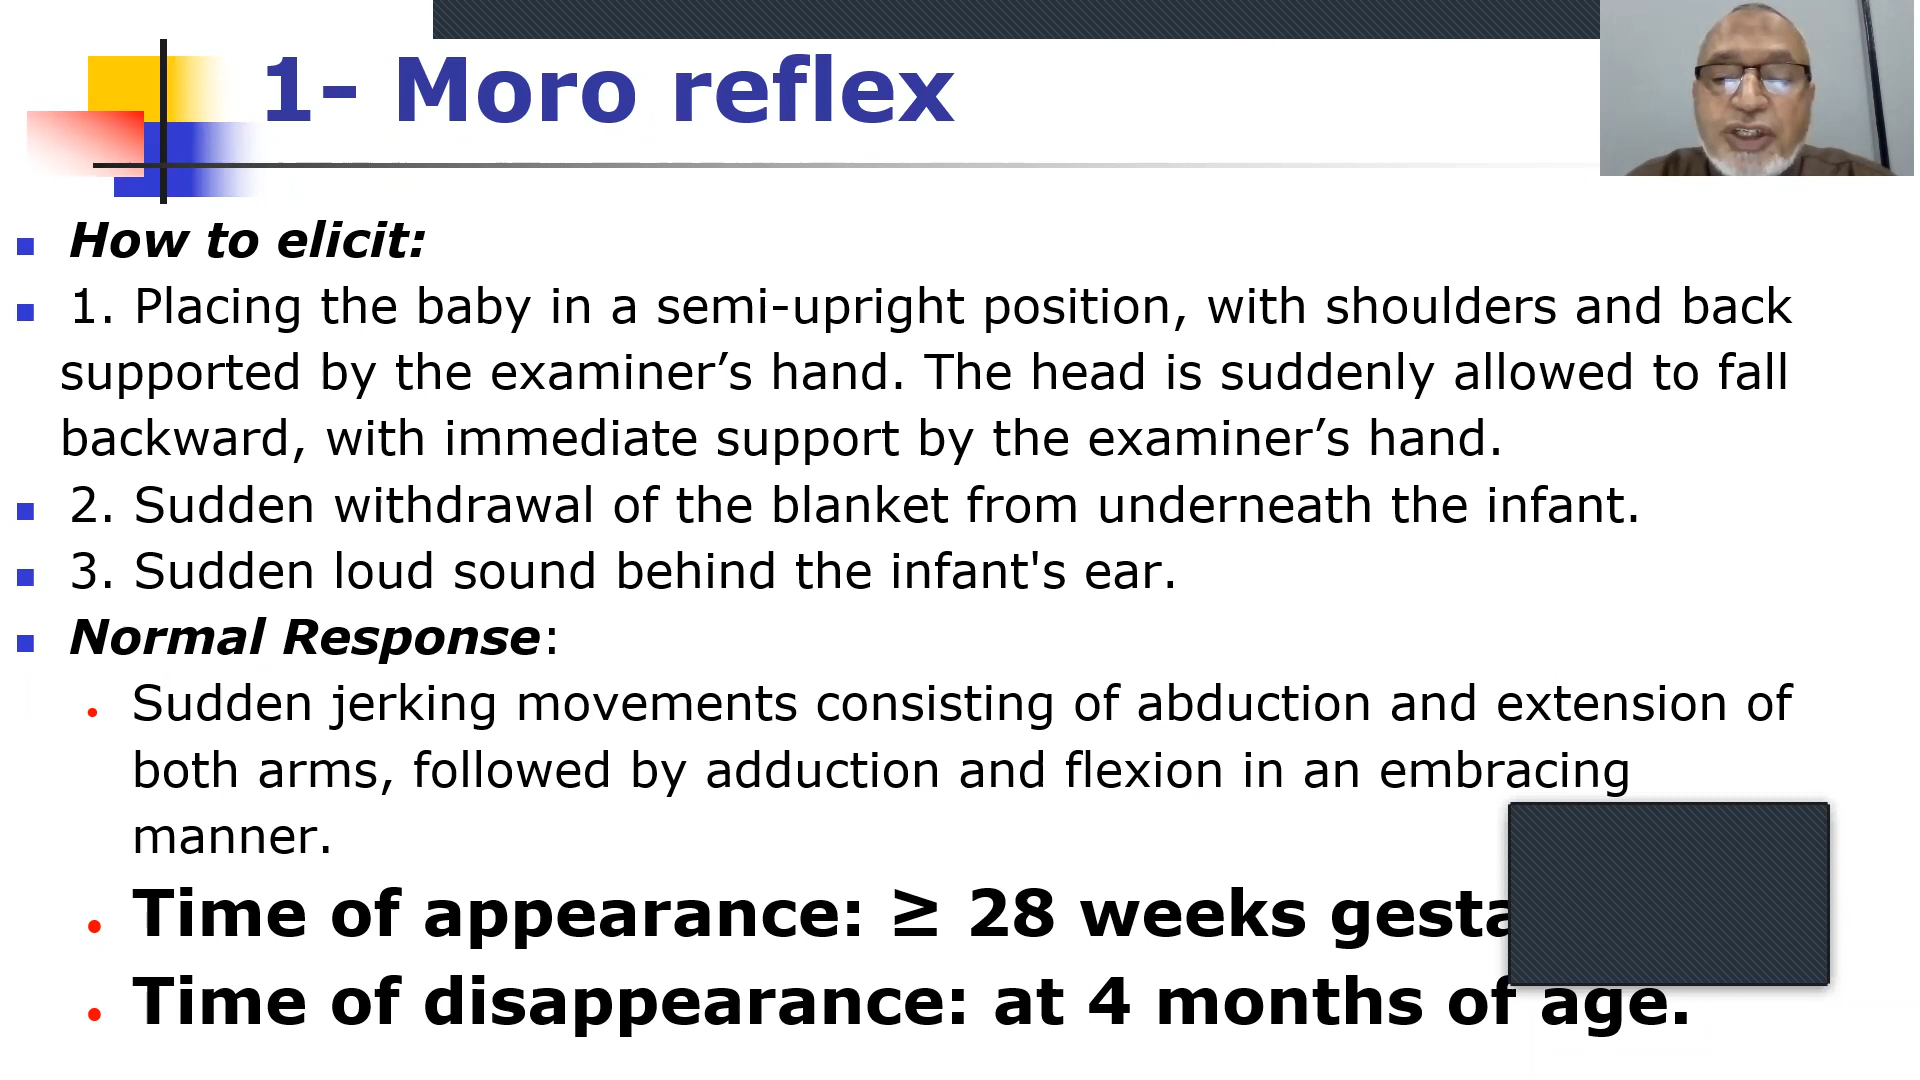 1- Moro reflex
How to elicit:
1. Placing the baby in a semi-upright position, with shoulders and back
supported by the examiner’s hand. The head is suddenly allowed to fall
backward, with immediate support by the examiner’s hand.
2. Sudden withdrawal of the blanket from underneath the infant.
3. Sudden loud sound behind the infant's ear.
Normal Response:
Sudden jerking movements consisting of abduction and extension of
both arms, followed by adduction and flexion in an embracing
manner.
Time of appearance: ≥ 28 weeks
Time of disappearance: at 4 months of age.